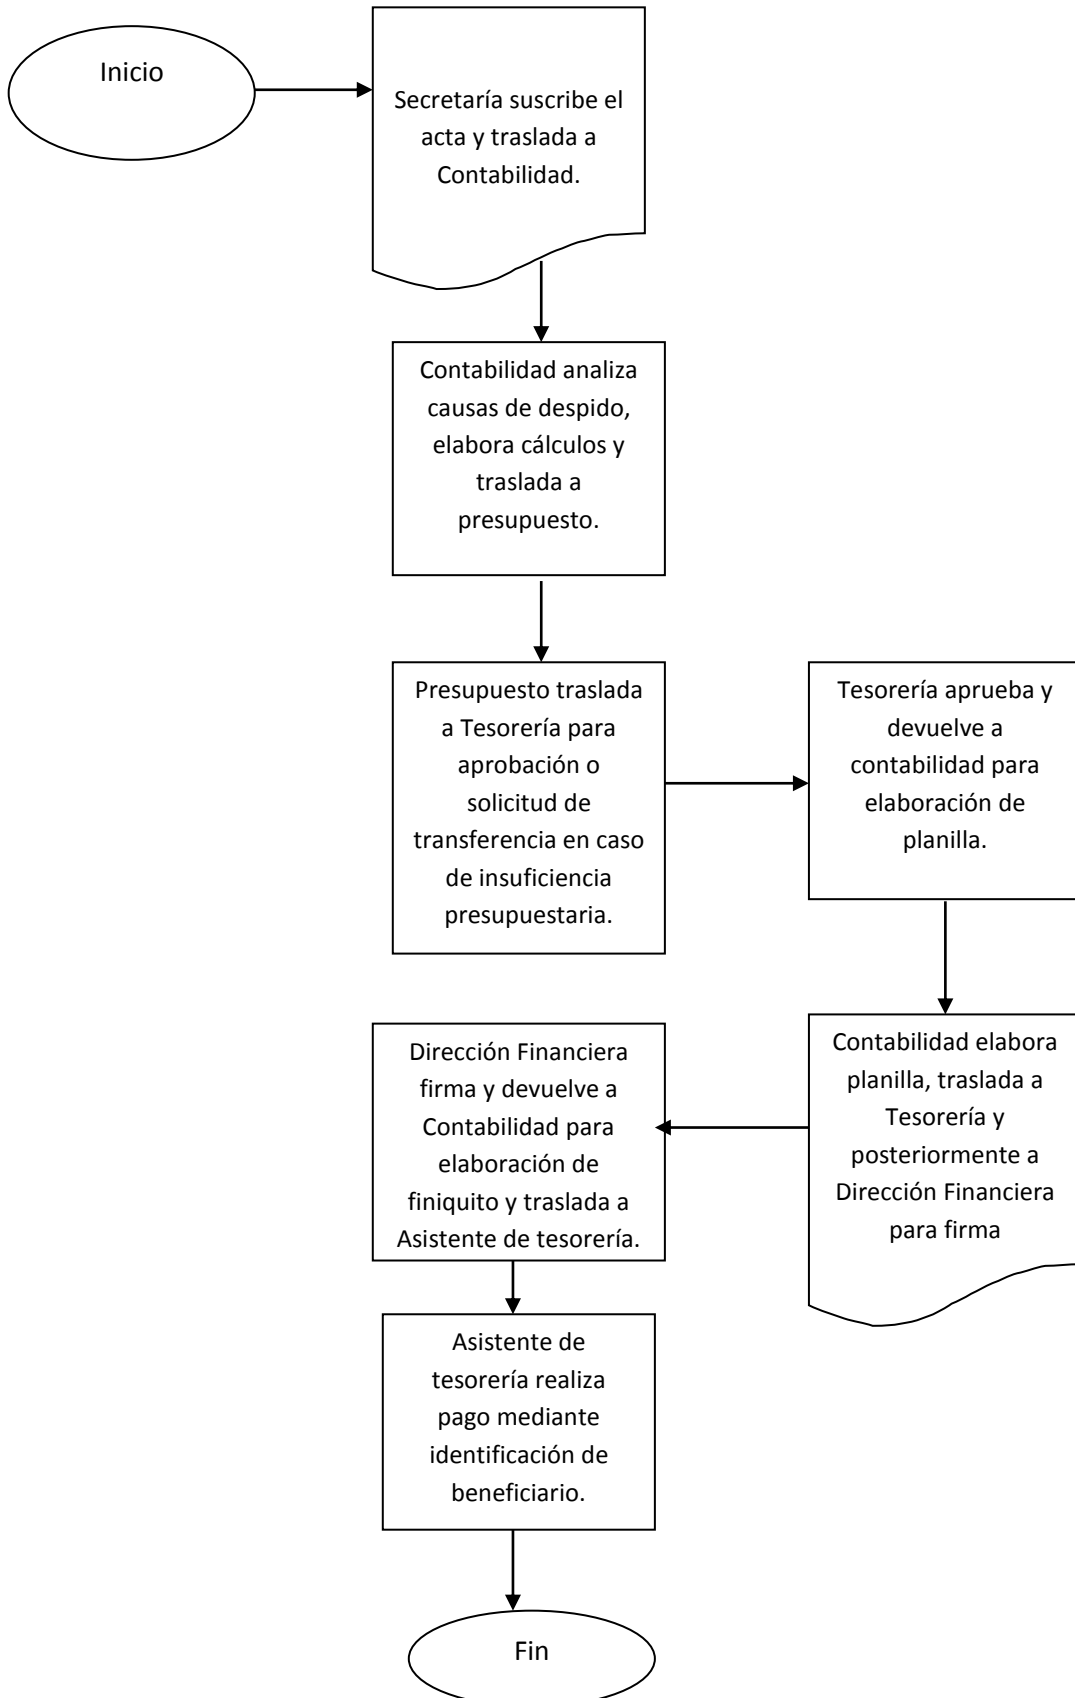 Inicio
Secretaría suscribe el
acta y traslada a
Contabilidad.
Contabilidad analiza
causas de despido,
elabora cálculos y
traslada a
presupuesto.
Presupuesto traslada
a Tesorería para
aprobación o
solicitud de
transferencia en caso
de insuficiencia
presupuestaria.
Tesorería aprueba y
devuelve a
contabilidad para
elaboración de
planilla.
Contabilidad elabora
planilla, traslada a
Tesorería y
posteriormente a
Dirección Financiera
para firma
Dirección Financiera
firma y devuelve a
Contabilidad para
elaboración de
finiquito y traslada a
Asistente de tesorería.
Asistente de
tesorería realiza
pago mediante
identificación de
beneficiario.
Fin